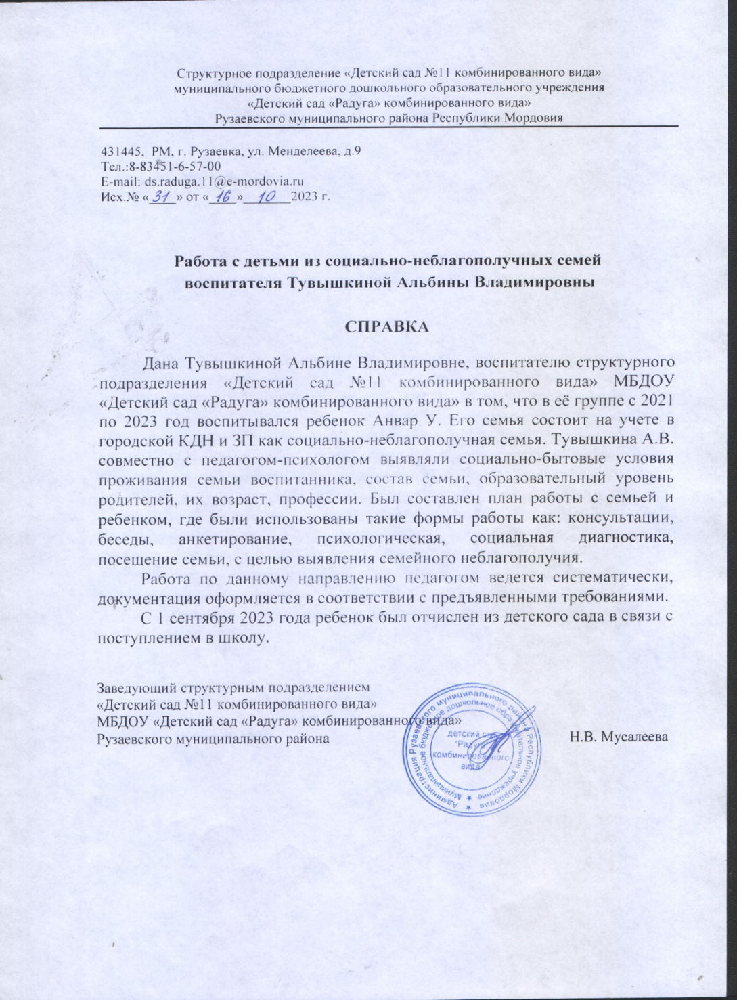 Структурное подразделение «Детский сад №11 комбинированного вида»
муниципального бюджетного дошкольного образовательного учреждения
«Детский сад «Радуга» комбинированного вида»
Рузаевского муниципального района Республики Мордовия
431445, РМ, г. Рузаевка, ул. Менделеева, д.9
Тел.:8-83451-6-57-00
E-mail: ds.raduga.11@e-mordovia.ru
Исх.№ «31» от «16» 10 2023 г.
Работа с детьми из социально-неблагополучных семей
воспитателя Тувышкиной Альбины Владимировны
СПРАВКА
Дана Тувышкиной Альбине Владимировне, воспитателю структурного
подразделения «Детский сад №11 комбинированного вида» МБДОУ
«Детский сад «Радуга» комбинированного вида» в том, что в её группе с 2021
по 2023 год воспитывался ребенок Анвар У. Его семья состоит на учете в
городской КДН и ЗП как социально-неблагополучная семья. Тувышкина А.В.
совместно с педагогом-психологом выявляли социально-бытовые условия
проживания семьи воспитанника, состав семьи, образовательный уровень
родителей, их возраст, профессии. Был составлен план работы с семьей и
ребенком, где были использованы такие формы работы как: консультации,
беседы, анкетирование, психологическая, социальная диагностика,
посещение семьи, с целью выявления семейного неблагополучия.
Работа по данному направлению педагогом ведется систематически,
документация оформляется в соответствии с предъявленными требованиями.
С 1 сентября 2023 года ребенок был отчислен из детского сада в связи с
поступлением в школу.
Заведующий структурным подразделением
«Детский сад №11 комбинированного вида»
МБДОУ «Детский сад «Радуга» комбинированного вида»
Рузаевского муниципального района
Н.В. Мусалеева
Администрация Рузаевского муниципального района Республики Мордовия
Муниципальное бюджетное дошкольное образовательное учреждение
детский сад
"Радуга"
комбинированного
вида